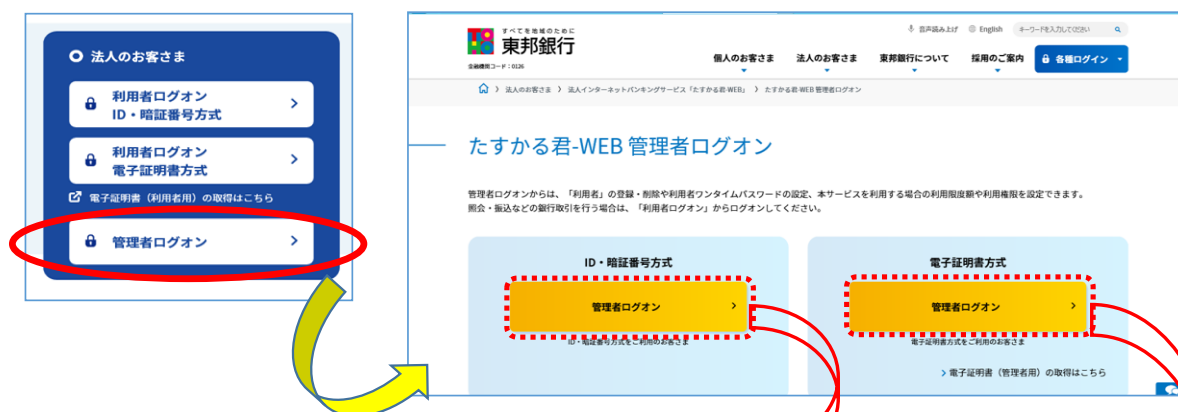 法人のお客さま
利用者ログオン
ID・暗証番号方式
利用者ログオン
電子証明書方式
電子証明書（利用者用）の取得はこちら
管理者ログオン
すべてを地域のために
東邦銀行
金融機関コード：0126
音声読み上げ
English
キーワードを入力してください
個人のお客さま
法人のお客さま
東邦銀行について
採用のご案内
各種ログイン
法人のお客さま 〉 法人インターネットバンキングサービス「たすかる君-WEB」 〉 たすかる君-WEB 管理者ログオン
たすかる君-WEB 管理者ログオン
管理者ログオンからは、「利用者」の登録・削除や利用者ワンタイムパスワードの設定、本サービスを利用する場合の利用限度額や利用権限を設定できます。
照会・振込などの銀行取引を行う場合は、「利用者ログオン」からログオンしてください。
ID・暗証番号方式
管理者ログオン
ID・暗証番号方式をご利用のお客さま
電子証明書方式
管理者ログオン
電子証明書方式をご利用のお客さま
電子証明書（管理者用）の取得はこちら